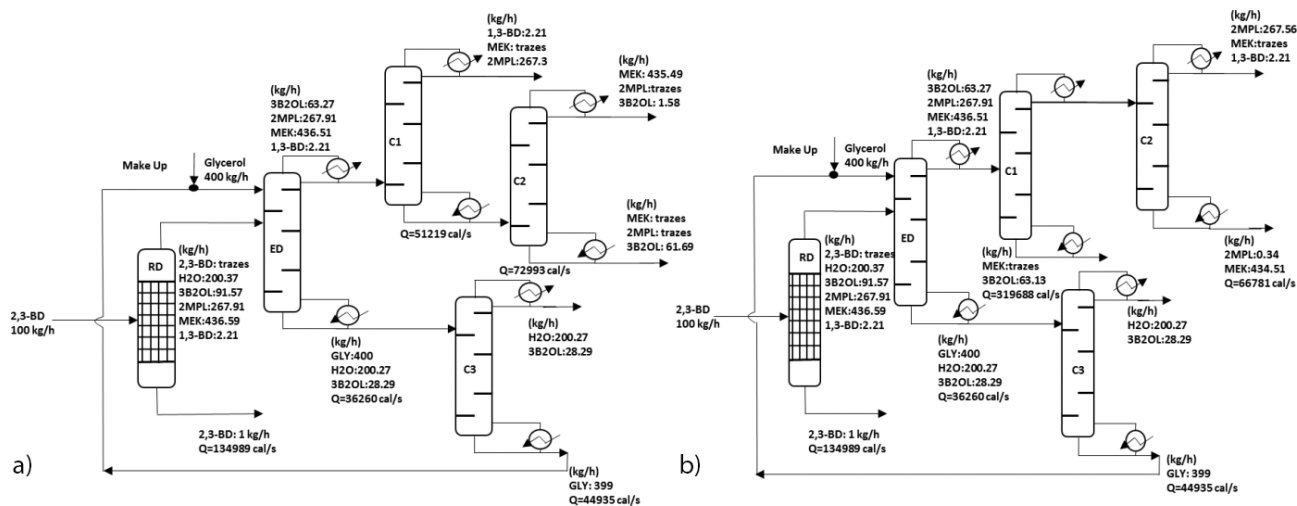 (kg/h)
1,3-BD:2.21
MEK: trazes
2MPL:267.3
(kg/h)
MEK: 435.49
2MPL:trazes
3B2OL: 1.58
(kg/h)
3B2OL:63.27
2MPL:267.91
MEK:436.51
1,3-BD:2.21
C1
Make Up
Glycerol
400 kg/h
C2
Q=51219 cal/s
(kg/h)
MEK: trazes
2MPL: trazes
3B2OL: 61.69
Q=72993 cal/s
ED
RD
(kg/h)
2,3-BD: trazes
H2O:200.37
3B2OL:91.57
2MPL:267.91
MEK:436.59
1,3-BD:2.21
2,3-BD
100 kg/h
(kg/h)
GLY:400
H2O:200.27
3B2OL:28.29
Q=36260 cal/s
(kg/h)
H2O:200.27
3B2OL:28.29
C3
2,3-BD: 1 kg/h
Q=134989 cal/s
(kg/h)
GLY: 399
Q=44935 cal/s
a)
(kg/h)
2MPL:267.56
MEK:trazes
1,3-BD:2.21
(kg/h)
3B2OL:63.27
2MPL:267.91
MEK:436.51
1,3-BD:2.21
C2
Make Up
Glycerol
400 kg/h
C1
ED
(kg/h)
2MPL:0.34
MEK:434.51
Q=66781 cal/s
(kg/h)
MEK:trazes
3B2OL:63.13
Q=319688 cal/s
RD
(kg/h)
2,3-BD: trazes
H2O:200.37
3B2OL:91.57
2MPL:267.91
MEK:436.59
1,3-BD:2.21
2,3-BD
100 kg/h
(kg/h)
GLY:400
H2O:200.27
3B2OL:28.29
Q=36260 cal/s
(kg/h)
H2O:200.27
3B2OL:28.29
C3
2,3-BD: 1 kg/h
Q=134989 cal/s
(kg/h)
GLY: 399
Q=44935 cal/s
b)